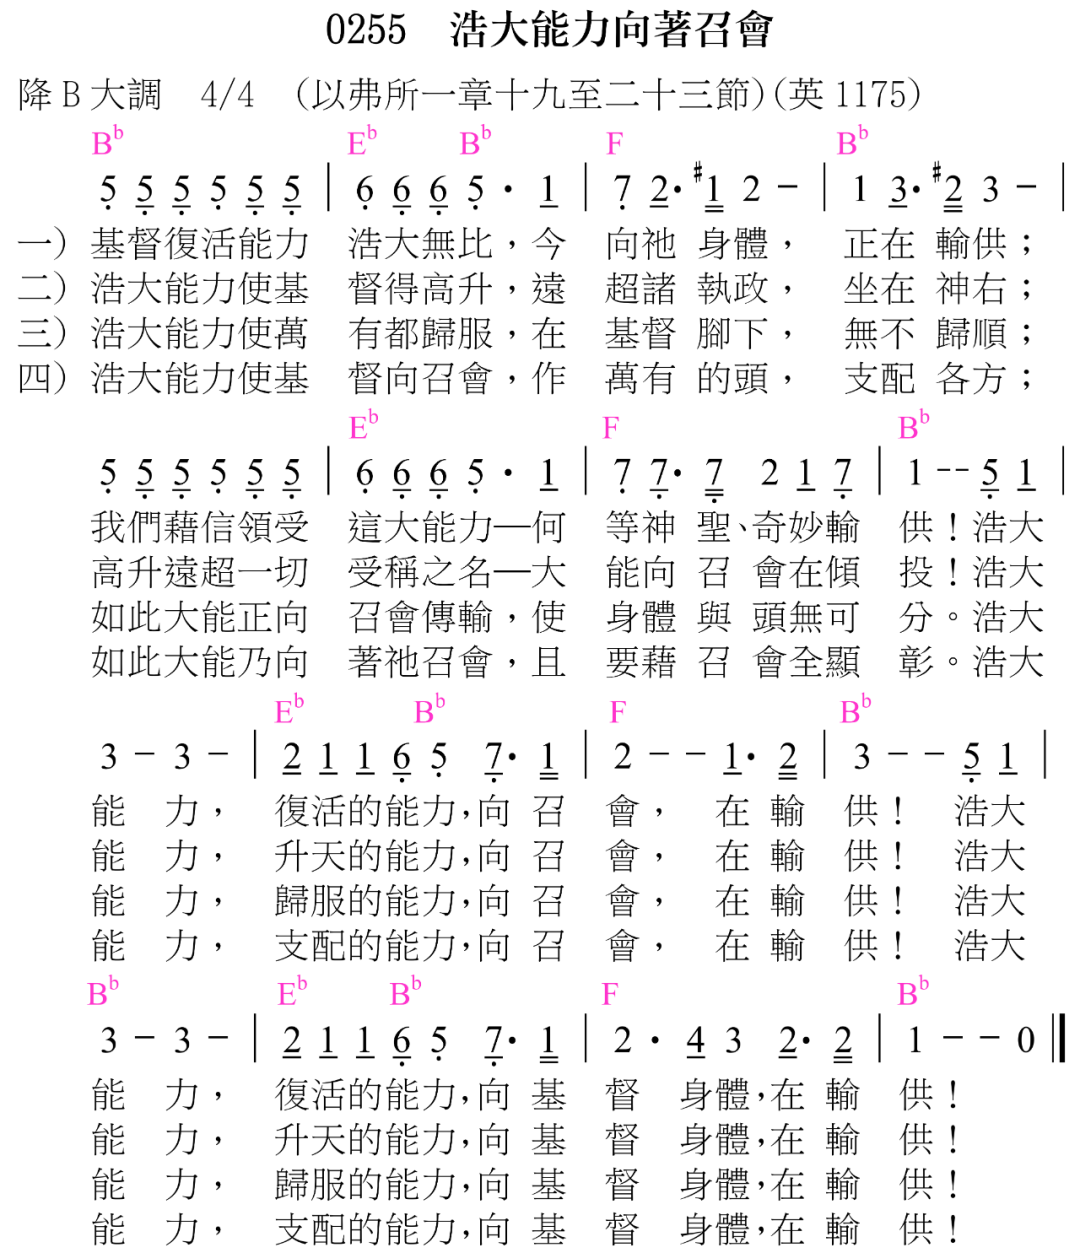 0255 浩大能力向著召會
降 B 大調 4/4 (以弗所一章十九至二十三節)(英 1175)
Bb Eb Bb F Bb
5 5 5 5 5 5 | 6 6 6 5 · 1 | 7 2· #1 2 - | 1 3· #2 3 - |
一) 基督復活能力 浩大無比，今 向祂 身體， 正在 輸供；
二) 浩大能力使基 督得高升，遠 超諸 執政， 坐在 神右；
三) 浩大能力使萬 有都歸服，在 基督 腳下， 無不 歸順；
四) 浩大能力使基 督向召會，作 萬有 的頭， 支配 各方；
Eb F Bb
5 5 5 5 5 5 | 6 6 6 5 · 1 | 7 7· 7 2 1 7 | 1 - - 5 1 |
我們藉信領受 這大能力—何 等神 聖、奇妙輸 供！浩大
高升遠超一切 受稱之名—大 能向 召 會在傾 投！浩大
如此大能正向 召會傳輸，使 身體 與 頭無可 分。浩大
如此大能乃向 著祂召會，且 要藉 召 會全顯 彰。浩大
Eb Bb F Bb
3 - 3 - | 2 1 1 6 5 7· 1 | 2 - - 1· 2 | 3 - - 5 1 |
能 力， 復活的能力，向 召 會， 在 輸 供！ 浩大
能 力， 升天的能力，向 召 會， 在 輸 供！ 浩大
能 力， 歸服的能力，向 召 會， 在 輸 供！ 浩大
能 力， 支配的能力，向 召 會， 在 輸 供！ 浩大
Bb Eb Bb F Bb
3 - 3 - | 2 1 1 6 5 7· 1 | 2 · 4 3 2· 2 | 1 - - 0 ||
能 力， 復活的能力，向 基 督 身體，在 輸 供！
能 力， 升天的能力，向 基 督 身體，在 輸 供！
能 力， 歸服的能力，向 基 督 身體，在 輸 供！
能 力， 支配的能力，向 基 督 身體，在 輸 供！